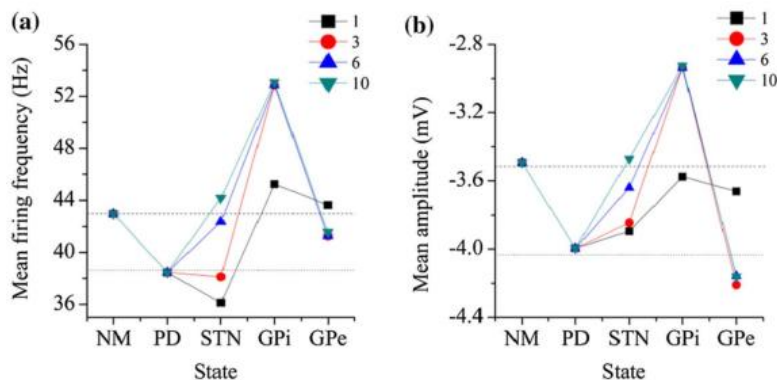 (a)
1
3
6
10
Mean firing frequency (Hz)
56
52
48
44
40
36
NM PD STN GPi GPe
State
(b)
1
3
6
10
Mean amplitude (mV)
-2.8
-3.2
-3.6
-4.0
-4.4
NM PD STN GPi GPe
State